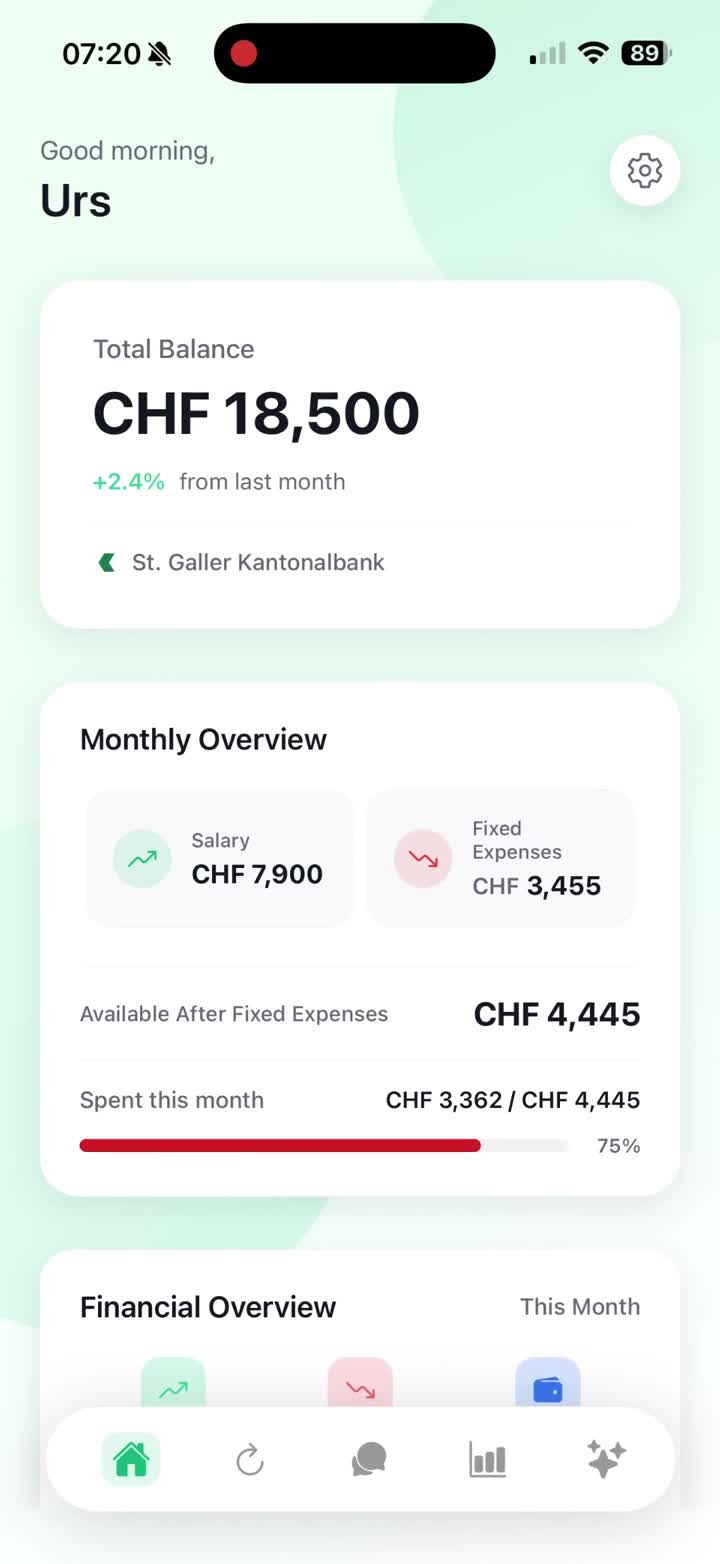 07:20
89
Good morning,
Urs
Total Balance
CHF 18,500
+2.4% from last month
St. Galler Kantonalbank
Monthly Overview
Salary
CHF 7,900
Fixed
Expenses
CHF 3,455
Available After Fixed Expenses CHF 4,445
Spent this month CHF 3,362 / CHF 4,445
75%
Financial Overview This Month